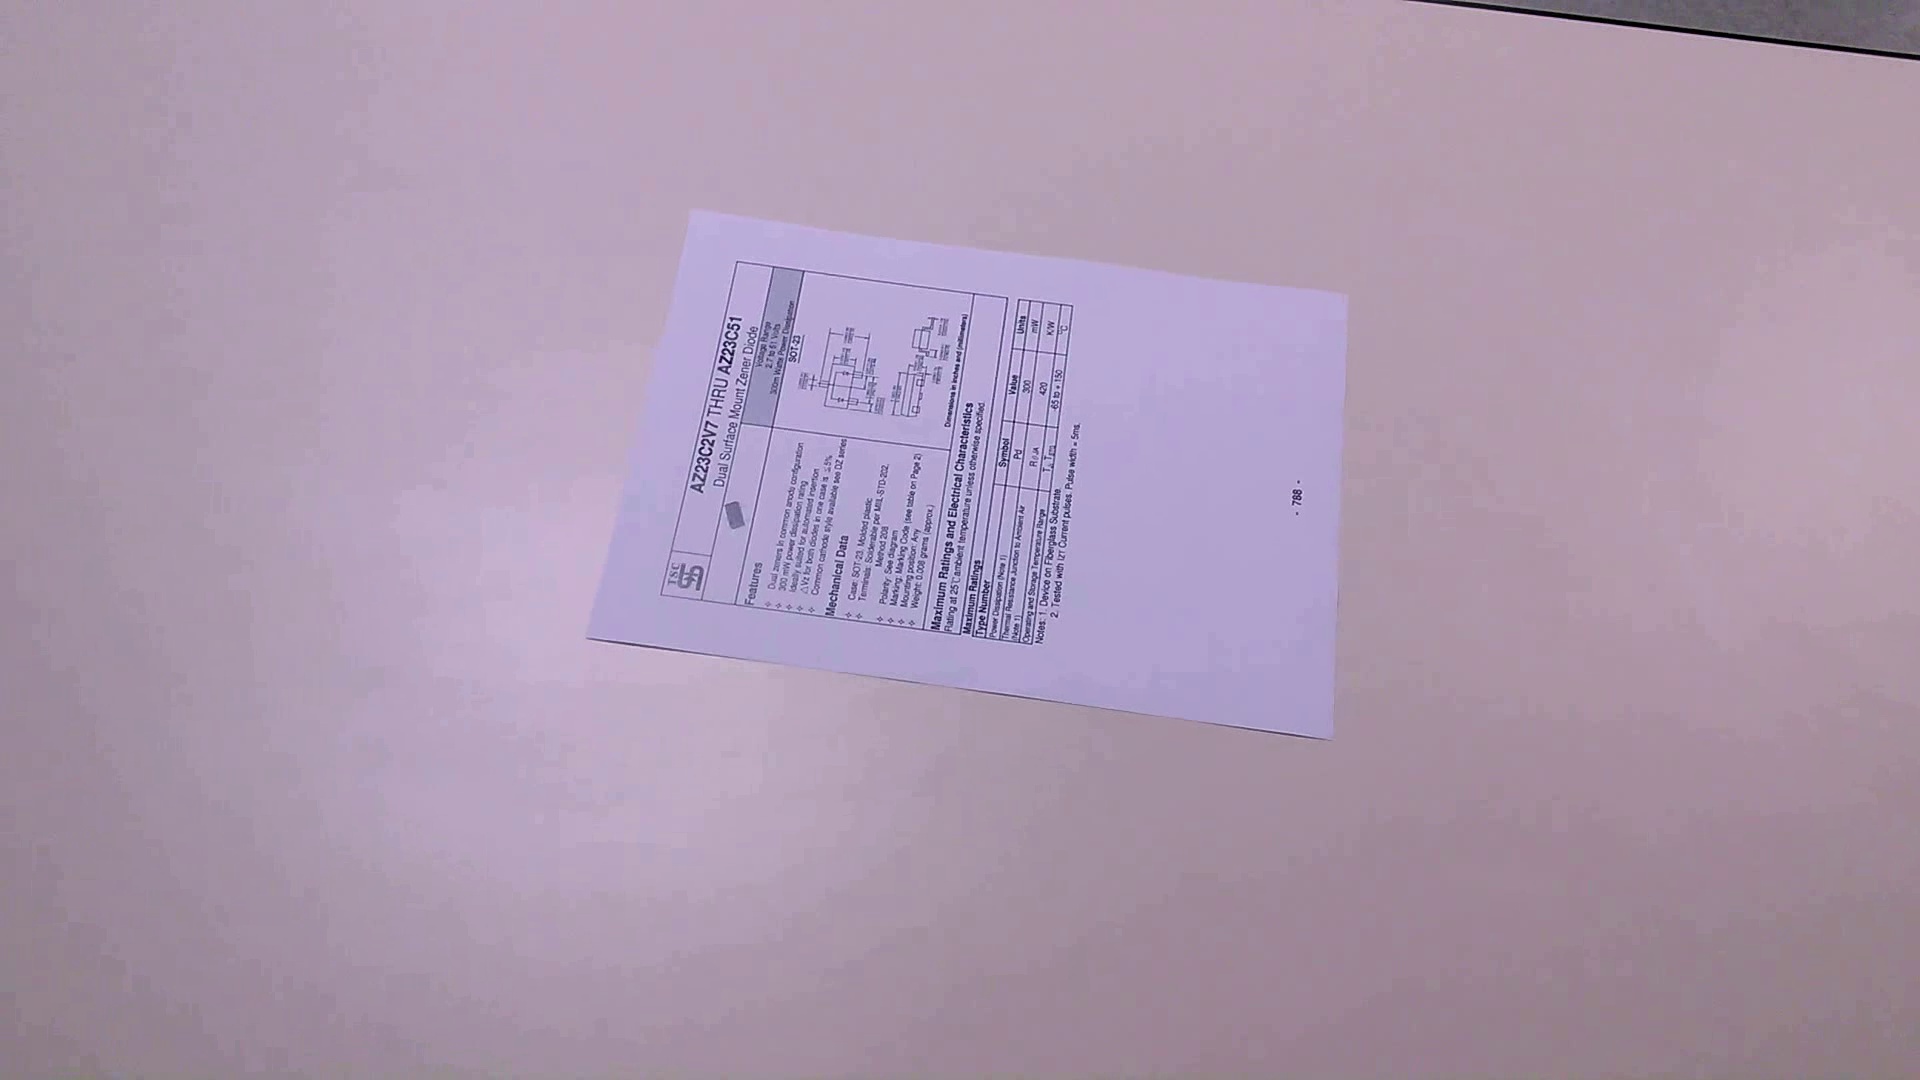 TSC
AZ23C2V7 THRU AZ23C51
Dual Surface Mount Zener Diode
Voltage Range
2.7 to 51 Volts
300m Watts Power Dissipation
SOT-23
Features
Dual zeners in common anode configuration
300 mW power dissipation rating
Ideally suited for automated insertion
△Vz for both diodes in one case is ≤5%
Common cathode style available see DZ series
Mechanical Data
Case: SOT-23, Molded plastic
Terminals: Solderable per MIL-STD-202,
Method 208
Polarity: See diagram
Marking: Marking Code (see table on Page 2)
Mounting position: Any
Weight: 0.008 grams (approx.)
Dimensions in inches and (millimeters)
Maximum Ratings and Electrical Characteristics
Rating at 25℃ambient temperature unless otherwise specified.
Maximum Ratings
Type Number Symbol Value Units
Power Dissipation (Note 1) Pd 300 mW
Thermal Resistance Junction to Ambient Air
(Note 1) RθJA 420 K/W
Operating and Storage Temperature Range -65 to + 150 ℃
Notes: 1. Device on Fiberglass Substrate.
2. Tested with IZT Current pulses. Pulse width = 5ms.
- 788 -